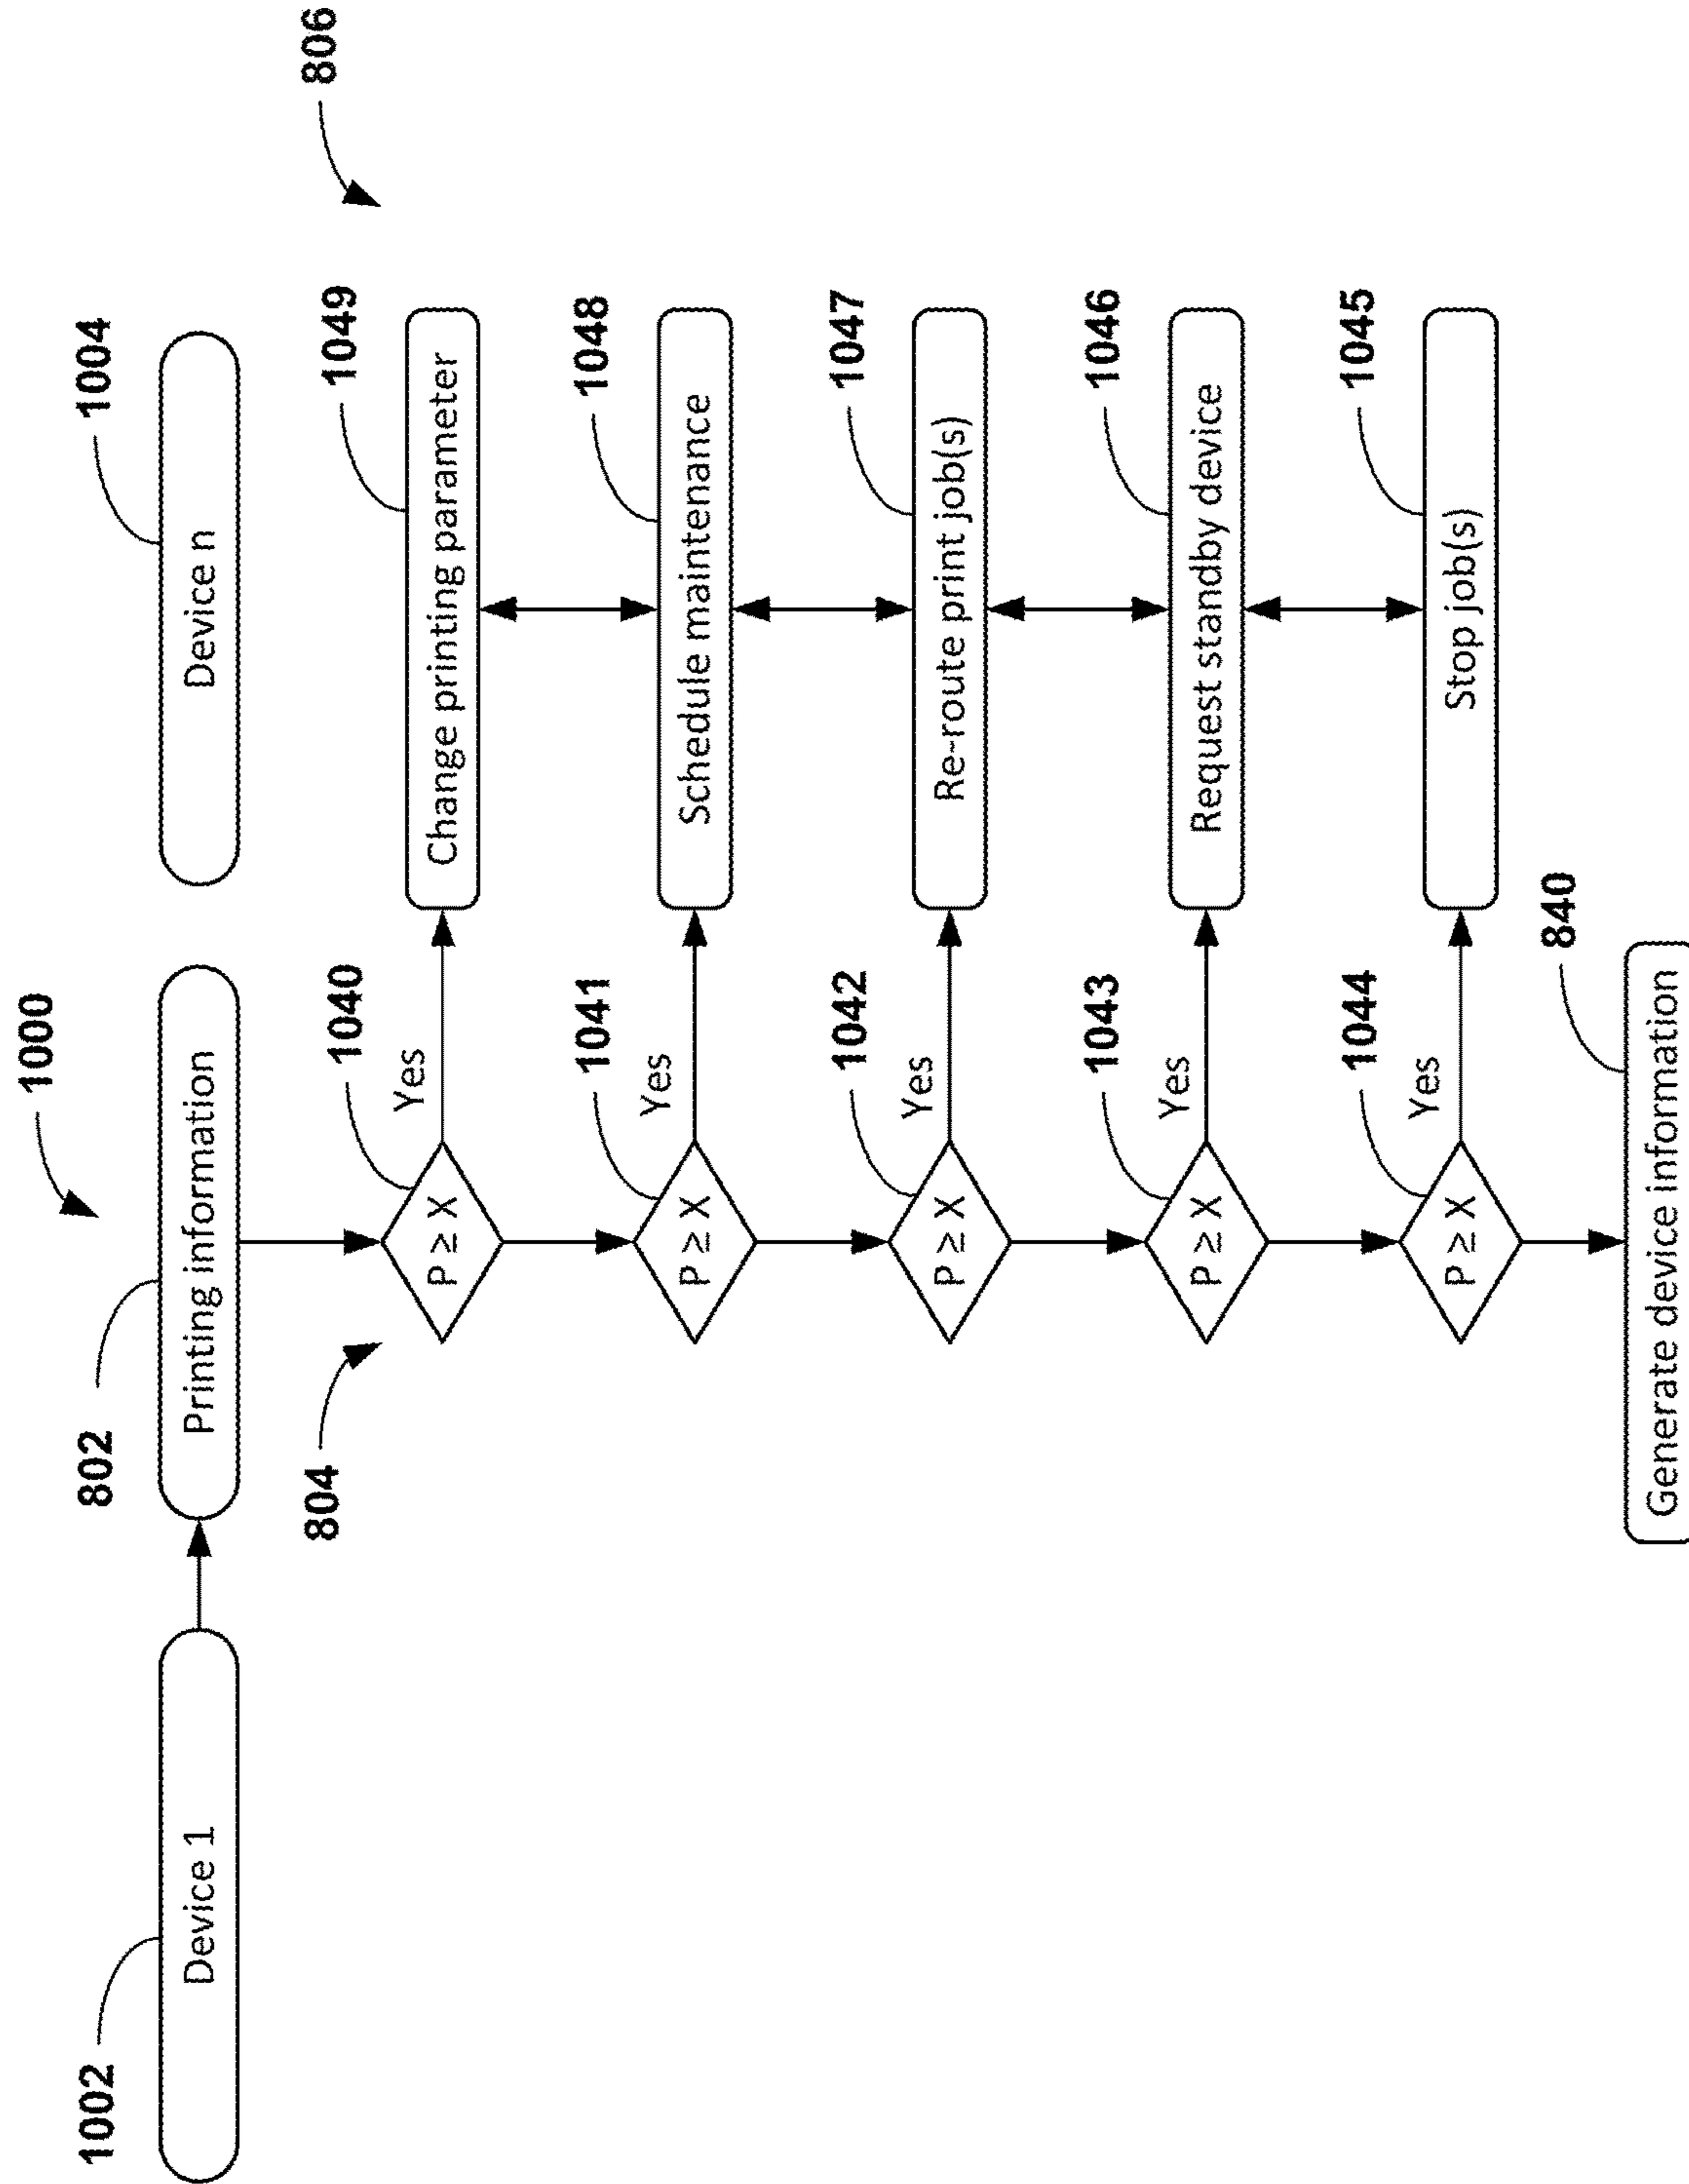 1000
1002
802
1004
Device 1
Printing information
Device n
804
806
1040
1049
P ≥ X
Yes
Change printing parameter
1041
1048
P ≥ X
Yes
Schedule maintenance
1042
1047
P ≥ X
Yes
Re-route print job(s)
1043
1046
P ≥ X
Yes
Request standby device
1044
1045
P ≥ X
Yes
Stop job(s)
840
Generate device information